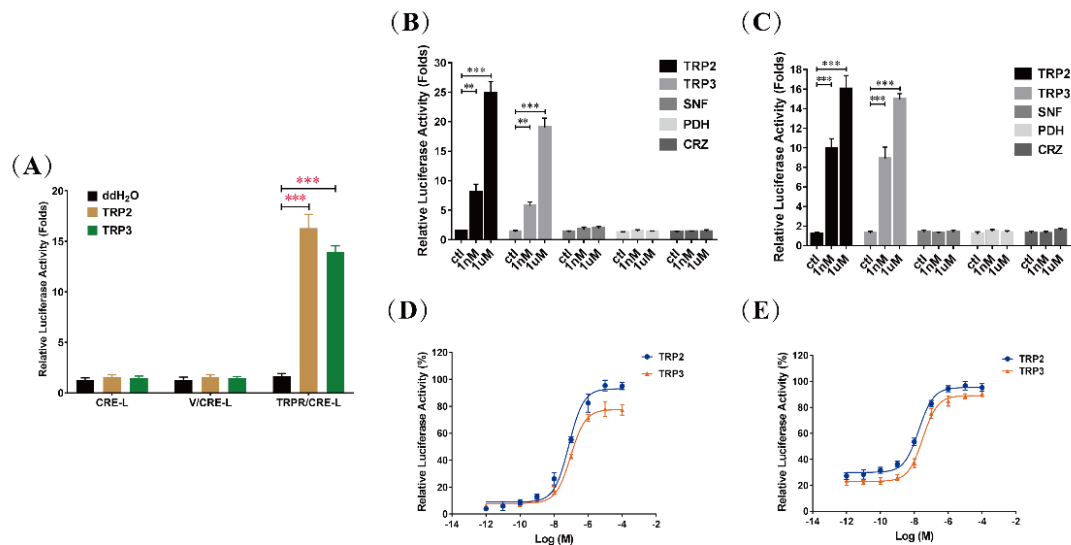 (A)
Relative Luciferase Activity (Folds)
20
15
10
5
0
ddH₂O
TRP2
TRP3
***
***
CRE-L
V/CRE-L
TRPR/CRE-L
(B)
Relative Luciferase Activity (Folds)
30
25
20
15
10
5
0
***
**
***
**
TRP2
TRP3
SNF
PDH
CRZ
ctl 1nM 1uM ctl 1nM 1uM ctl 1nM 1uM ctl 1nM 1uM ctl 1nM 1uM
(C)
Relative Luciferase Activity (Folds)
18
16
14
12
10
8
6
4
2
0
***
***
***
***
TRP2
TRP3
SNF
PDH
CRZ
ctl 1nM 1uM ctl 1nM 1uM ctl 1nM 1uM ctl 1nM 1uM ctl 1nM 1uM
(D)
Relative Luciferase Activity (%)
120
100
80
60
40
20
0
TRP2
TRP3
-14 -12 -10 -8 -6 -4 -2
Log (M)
(E)
Relative Luciferase Activity (%)
120
100
80
60
40
20
0
TRP2
TRP3
-14 -12 -10 -8 -6 -4 -2
Log (M)